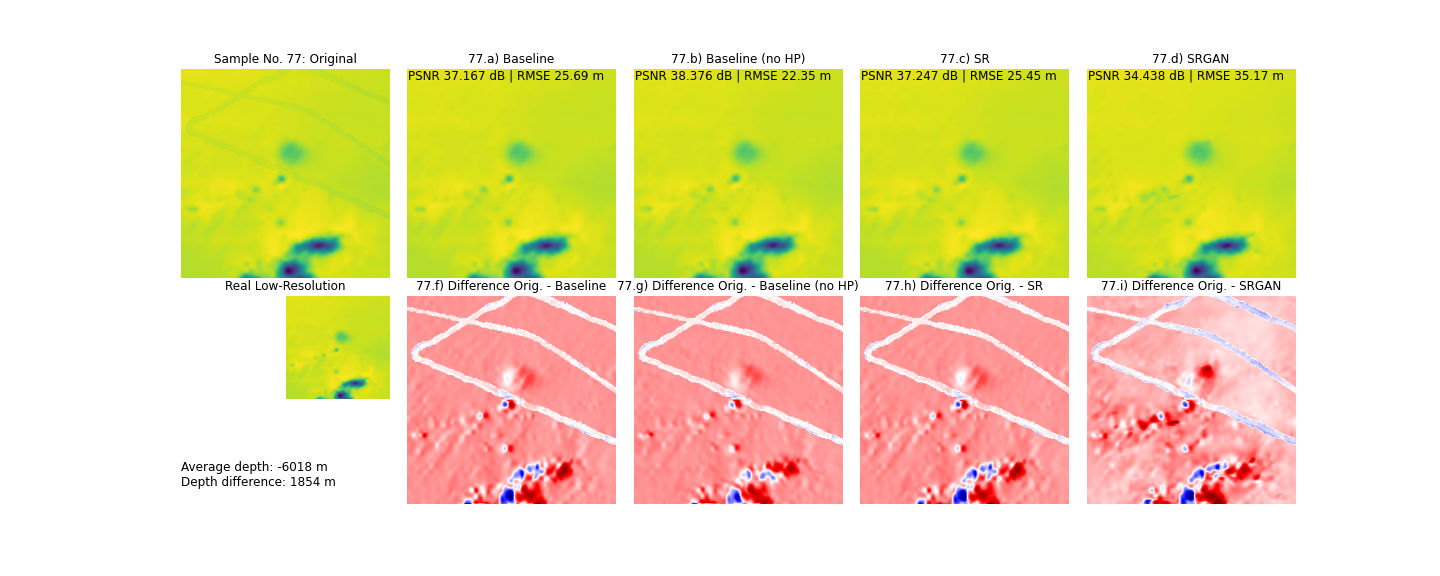 Sample No. 77: Original
77.a) Baseline
77.b) Baseline (no HP)
77.c) SR
77.d) SRGAN
PSNR 37.167 dB | RMSE 25.69 m
PSNR 38.376 dB | RMSE 22.35 m
PSNR 37.247 dB | RMSE 25.45 m
PSNR 34.438 dB | RMSE 35.17 m
Real Low-Resolution
77.f) Difference Orig. - Baseline
77.g) Difference Orig. - Baseline (no HP)
77.h) Difference Orig. - SR
77.i) Difference Orig. - SRGAN
Average depth: -6018 m
Depth difference: 1854 m